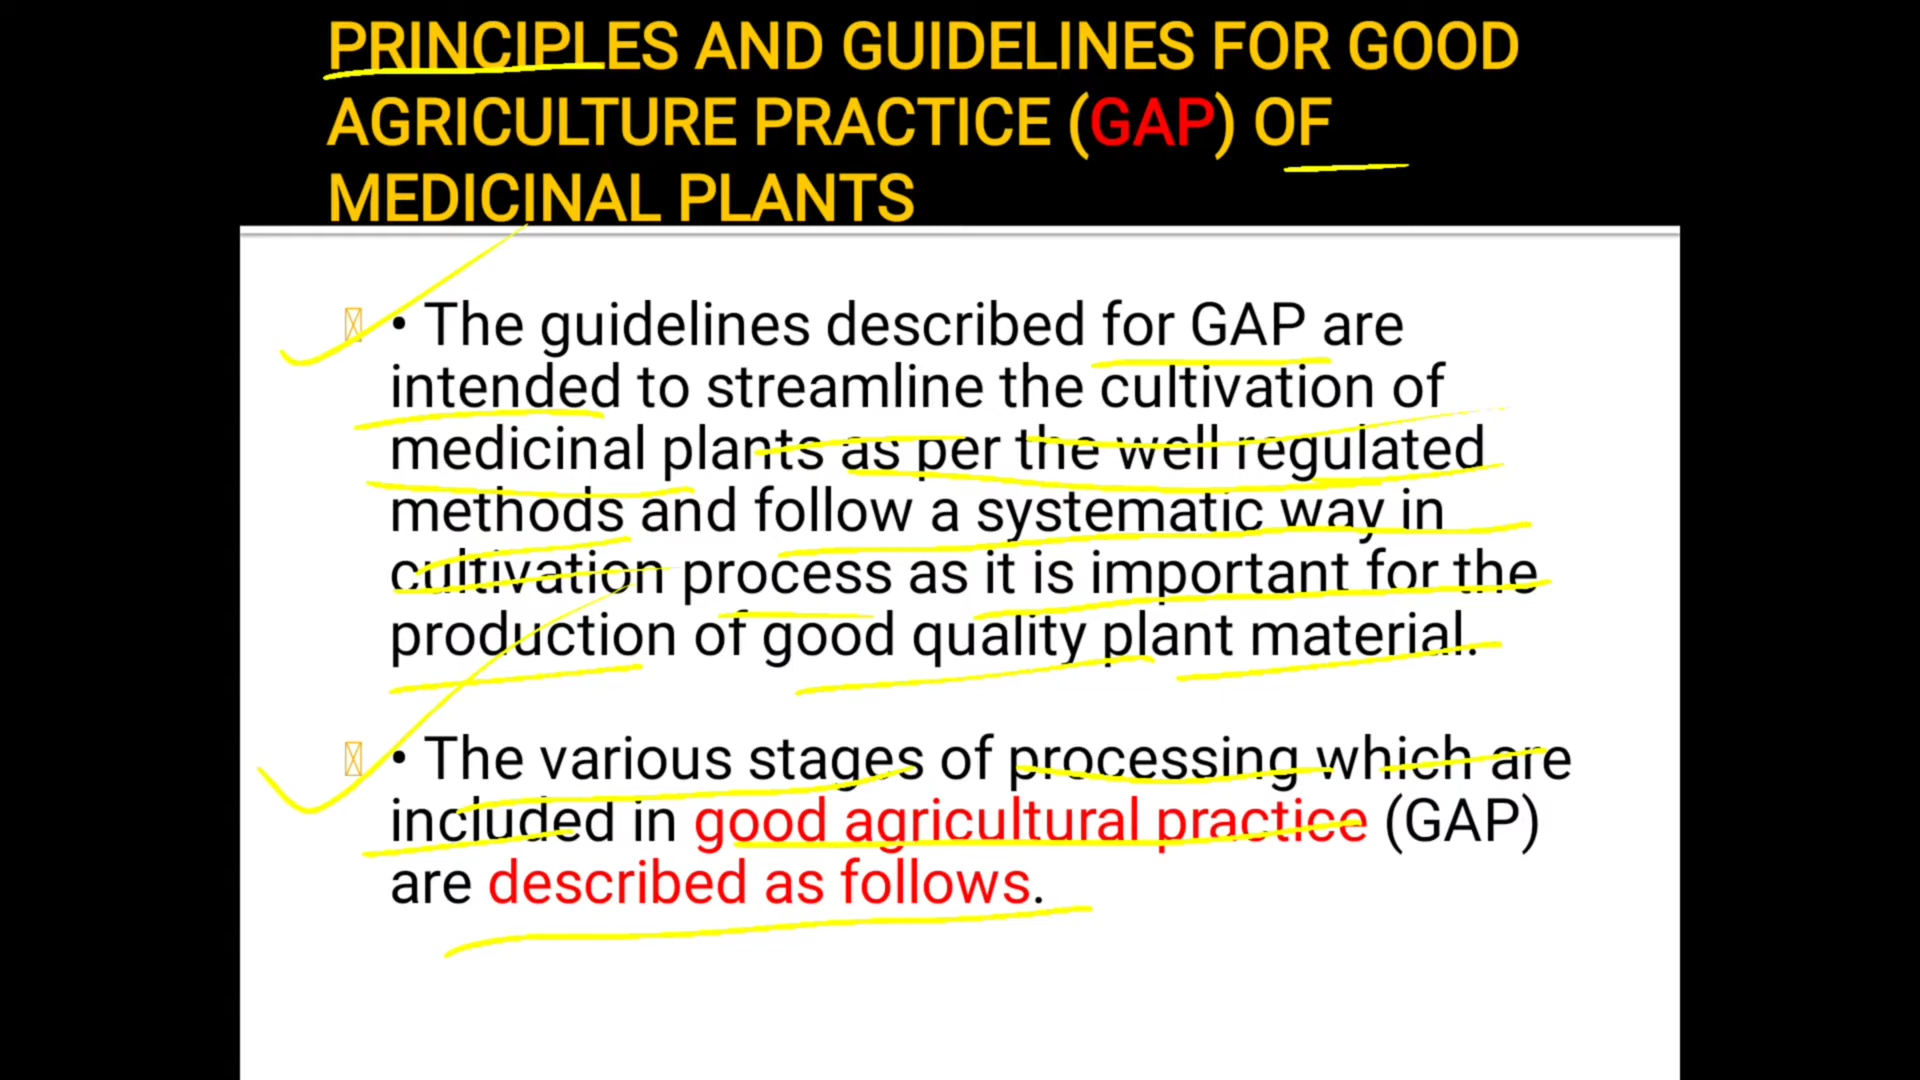 PRINCIPLES AND GUIDELINES FOR GOOD
AGRICULTURE PRACTICE (GAP) OF
MEDICINAL PLANTS
• The guidelines described for GAP are
intended to streamline the cultivation of
medicinal plants as per the well regulated
methods and follow a systematic way in
cultivation process as it is important for the
production of good quality plant material.
• The various stages of processing which are
included in good agricultural practice (GAP)
are described as follows.